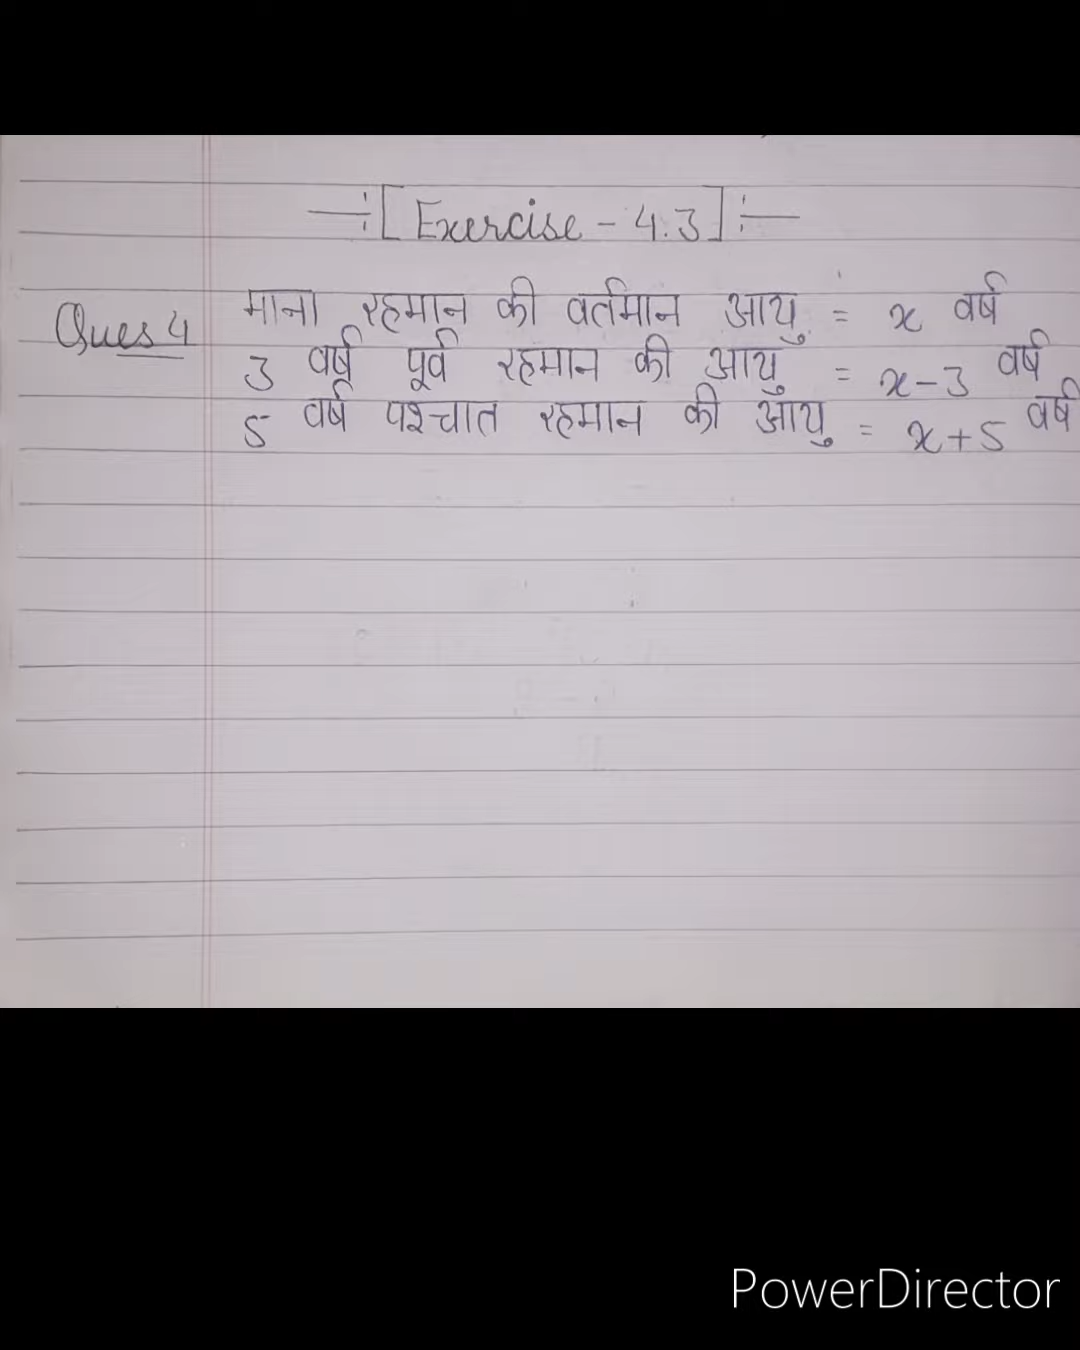 -:[Exercise - 4.3]:-
Ques 4 माना रहमान की वर्तमान आयु = x वर्ष
3 वर्ष पूर्व रहमान की आयु = x-3 वर्ष
5 वर्ष पश्चात रहमान की आयु = x+5 वर्ष
PowerDirector